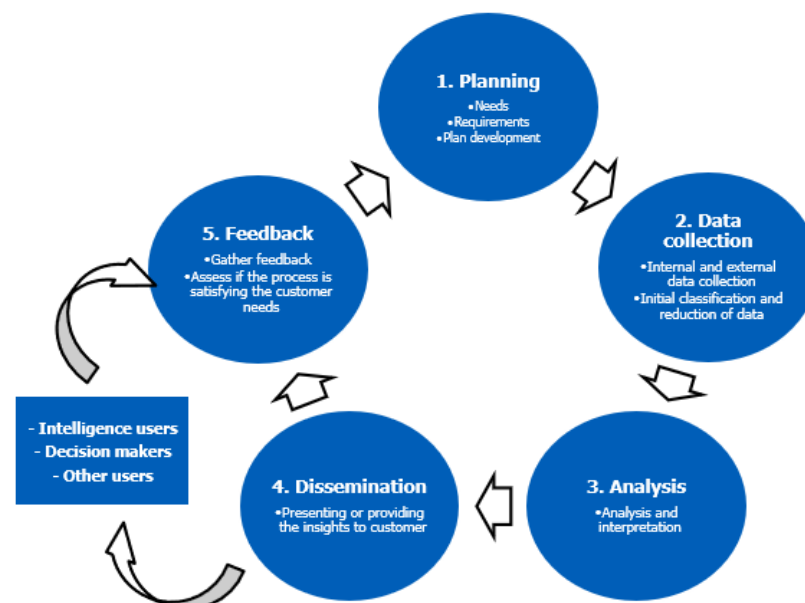 1. Planning
•Needs
•Requirements
•Plan development
2. Data
collection
•Internal and external
data collection
•Initial classification and
reduction of data
3. Analysis
•Analysis and
interpretation
4. Dissemination
•Presenting or providing
the insights to customer
5. Feedback
•Gather feedback
•Assess if the process is
satisfying the customer
needs
- Intelligence users
- Decision makers
- Other users